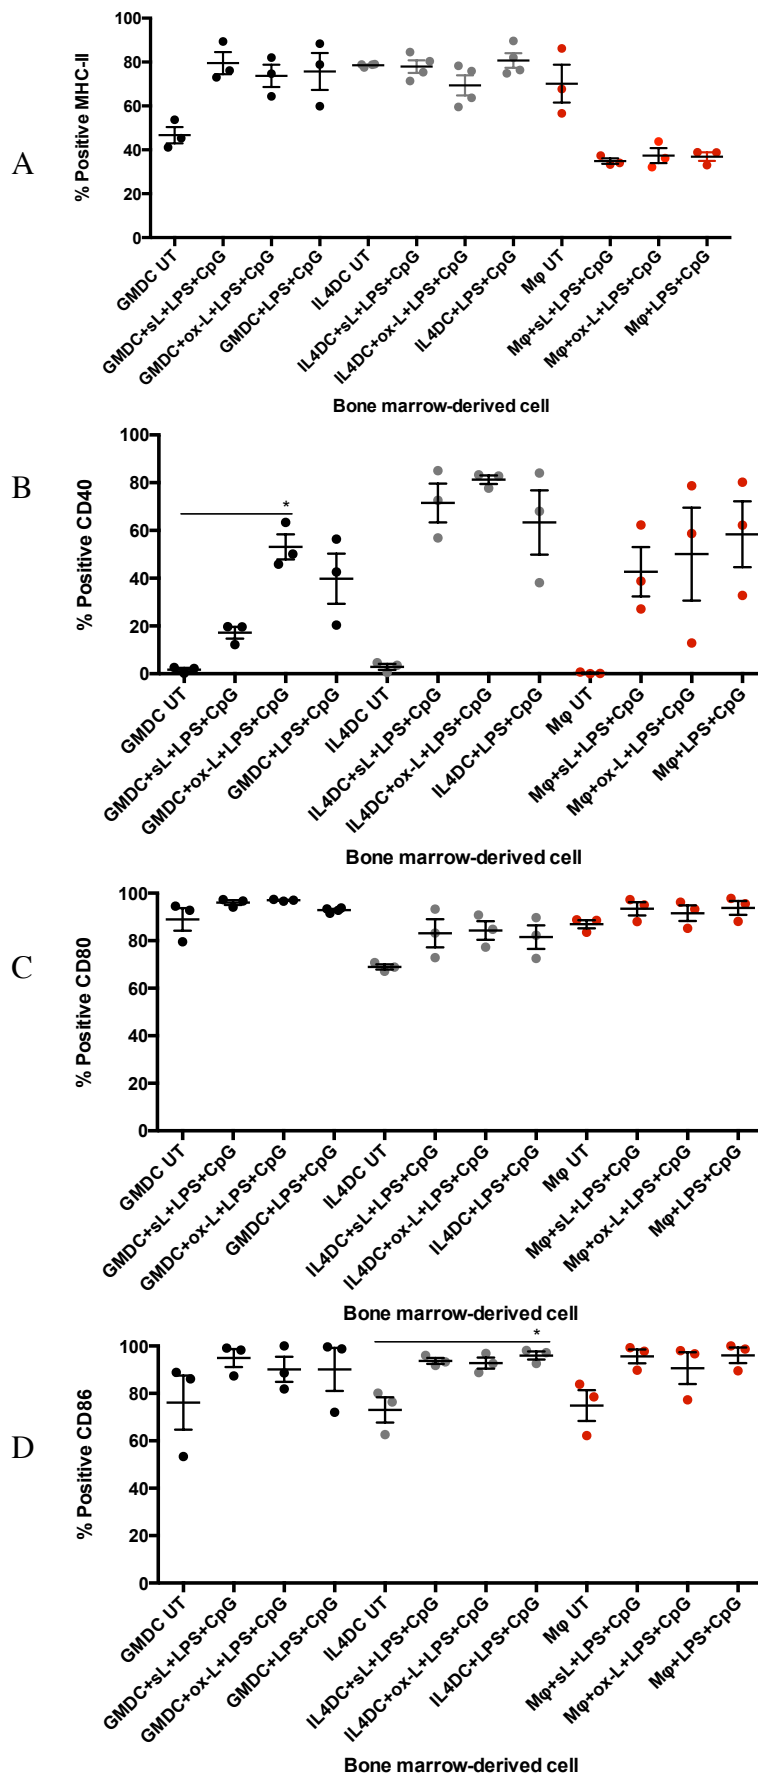 A
% Positive MHC-II
100
80
60
40
20
0
GMDC UT
GMDC+sL+LPS+CpG
GMDC+ox-L+LPS+CpG
GMDC+LPS+CpG
IL4DC UT
IL4DC+sL+LPS+CpG
IL4DC+ox-L+LPS+CpG
IL4DC+LPS+CpG
Mφ UT
Mφ+sL+LPS+CpG
Mφ+ox-L+LPS+CpG
Mφ+LPS+CpG
Bone marrow-derived cell
B
% Positive CD40
100
80
60
40
20
0
*
GMDC UT
GMDC+sL+LPS+CpG
GMDC+ox-L+LPS+CpG
GMDC+LPS+CpG
IL4DC UT
IL4DC+sL+LPS+CpG
IL4DC+ox-L+LPS+CpG
IL4DC+LPS+CpG
Mφ UT
Mφ+sL+LPS+CpG
Mφ+ox-L+LPS+CpG
Mφ+LPS+CpG
Bone marrow-derived cell
C
% Positive CD80
100
80
60
40
20
0
GMDC UT
GMDC+sL+LPS+CpG
GMDC+ox-L+LPS+CpG
GMDC+LPS+CpG
IL4DC UT
IL4DC+sL+LPS+CpG
IL4DC+ox-L+LPS+CpG
IL4DC+LPS+CpG
Mφ UT
Mφ+sL+LPS+CpG
Mφ+ox-L+LPS+CpG
Mφ+LPS+CpG
Bone marrow-derived cell
D
% Positive CD86
100
80
60
40
20
0
*
GMDC UT
GMDC+sL+LPS+CpG
GMDC+ox-L+LPS+CpG
GMDC+LPS+CpG
IL4DC UT
IL4DC+sL+LPS+CpG
IL4DC+ox-L+LPS+CpG
IL4DC+LPS+CpG
Mφ UT
Mφ+sL+LPS+CpG
Mφ+ox-L+LPS+CpG
Mφ+LPS+CpG
Bone marrow-derived cell